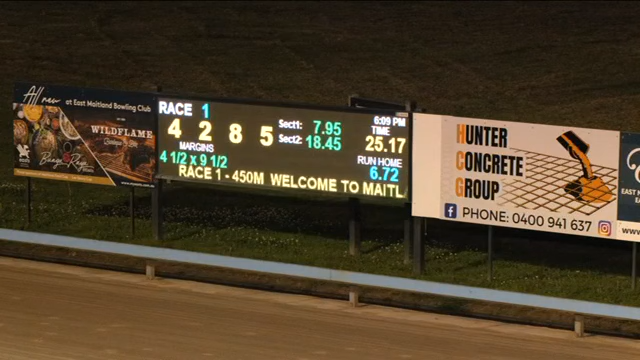 All new
at East Maitland Bowling Club
WILDFLAME
RACE 1
6:09 PM
4 2 8 5
Sect1: 7.95
Sect2: 18.45
TIME
25.17
MARGINS
4 1/2 x 9 1/2
RUN HOME
6.72
RACE 1 - 450M WELCOME TO MAITL
HUNTER
CONCRETE
GROUP
PHONE: 0400 941 637
EAST
www